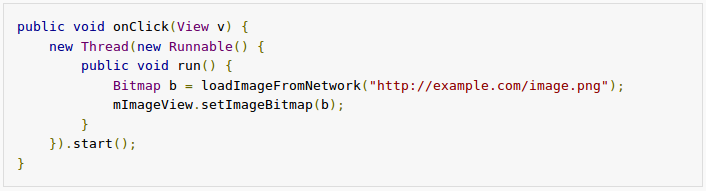 public void onClick(View v) {
    new Thread(new Runnable() {
        public void run() {
            Bitmap b = loadImageFromNetwork("http://example.com/image.png");
            mImageView.setImageBitmap(b);
        }
    }).start();
}